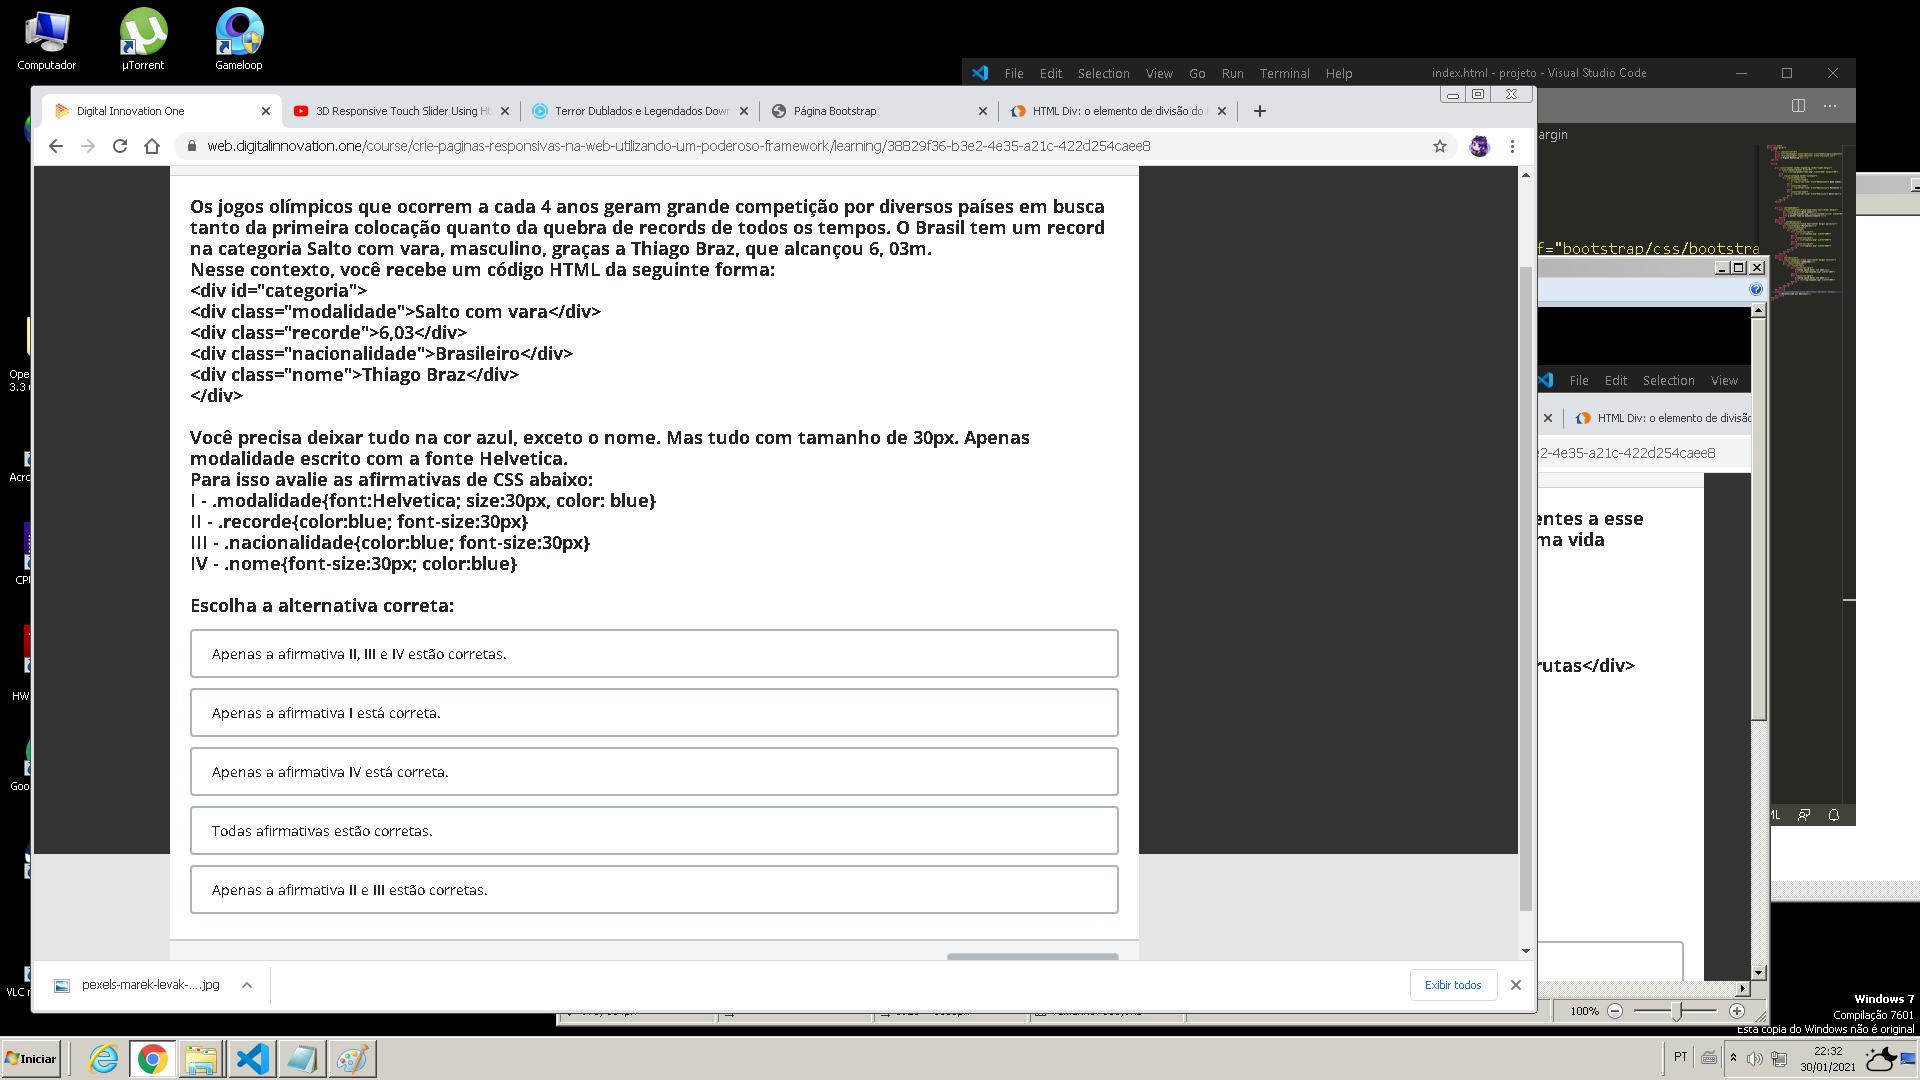 Computador
µTorrent
Gameloop
File Edit Selection View Go Run Terminal Help
index.html - projeto - Visual Studio Code
Digital Innovation One
3D Responsive Touch Slider Using
Terror Dublados e Legendados Down
Página Bootstrap
HTML Div: o elemento de divisão do
argin
web.digitalinnovation.one/course/crie-paginas-responsivas-na-web-utilizando-um-poderoso-framework/learning/38829f36-b3e2-4e35-a21c-422d254caee8
Os jogos olímpicos que ocorrem a cada 4 anos geram grande competição por diversos países em busca
tanto da primeira colocação quanto da quebra de records de todos os tempos. O Brasil tem um record
na categoria Salto com vara, masculino, graças a Thiago Braz, que alcançou 6, 03m.
Nesse contexto, você recebe um código HTML da seguinte forma:
<div id="categoria">
<div class="modalidade">Salto com vara</div>
<div class="recorde">6,03</div>
<div class="nacionalidade">Brasileiro</div>
<div class="nome">Thiago Braz</div>
</div>
Você precisa deixar tudo na cor azul, exceto o nome. Mas tudo com tamanho de 30px. Apenas
modalidade escrito com a fonte Helvetica.
Para isso avalie as afirmativas de CSS abaixo:
I - .modalidade{font:Helvetica; size:30px, color: blue}
II - .recorde{color:blue; font-size:30px}
III - .nacionalidade{color:blue; font-size:30px}
IV - .nome{font-size:30px; color:blue}
Escolha a alternativa correta:
Apenas a afirmativa II, III e IV estão corretas.
Apenas a afirmativa I está correta.
Apenas a afirmativa IV está correta.
Todas afirmativas estão corretas.
Apenas a afirmativa II e III estão corretas.
f="bootstrap/css/bootstra
File Edit Selection View
HTML Div: o elemento de divisão
e2-4e35-a21c-422d254caee8
entes a esse
ma vida
rutas</div>
Ope
3.3
Acro
CPU
HW
Goo
VLC
pexels-marek-levak-....jpg
Exibir todos
100%
Windows 7
Compilação 7601
Esta cópia do Windows não é original
Iniciar
PT
22:32
30/01/2021